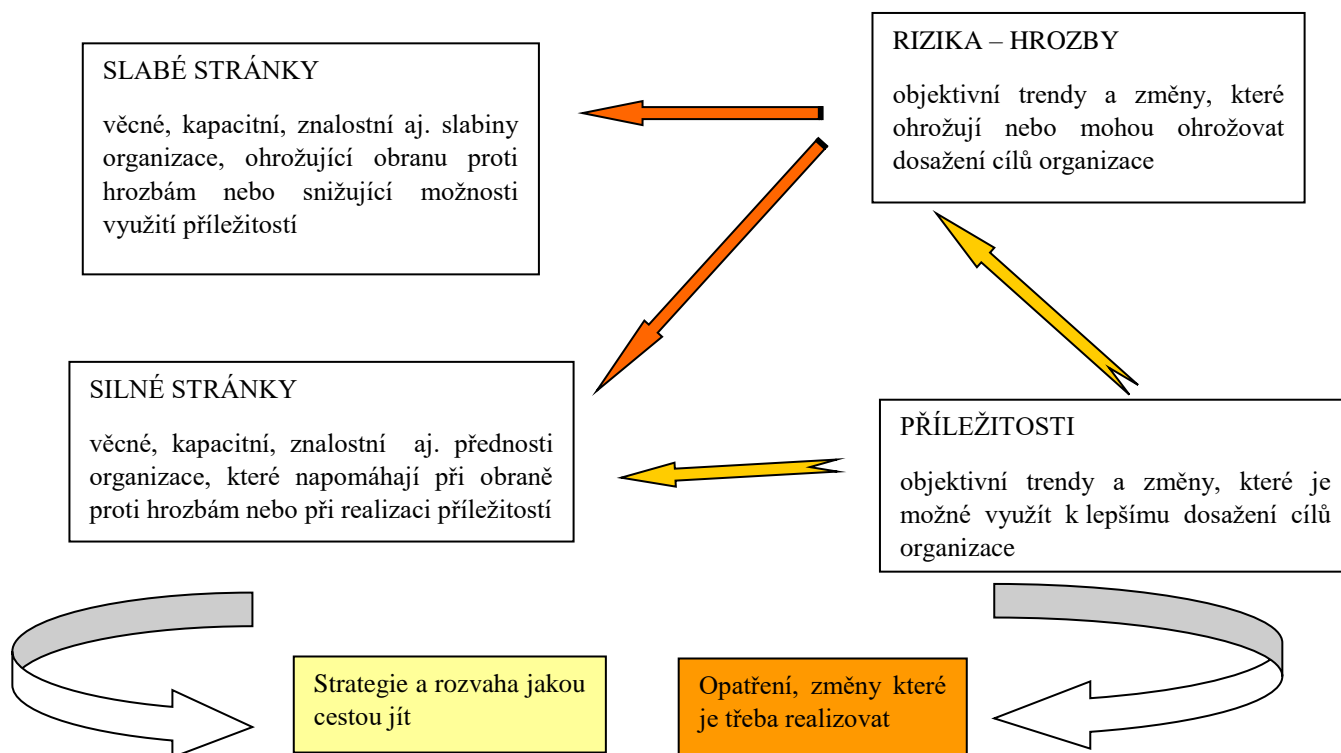 SLABÉ STRÁNKY
věcné, kapacitní, znalostní aj. slabiny
organizace, ohrožující obranu proti
hrozbám nebo snižující možnosti
využití příležitostí
RIZIKA – HROZBY
objektivní trendy a změny, které
ohrožují nebo mohou ohrožovat
dosažení cílů organizace
SILNÉ STRÁNKY
věcné, kapacitní, znalostní aj. přednosti
organizace, které napomáhají při obraně
proti hrozbám nebo při realizaci příležitostí
PŘÍLEŽITOSTI
objektivní trendy a změny, které je
možné využít k lepšímu dosažení cílů
organizace
Strategie a rozvaha jakou
cestou jít
Opatření, změny které
je třeba realizovat